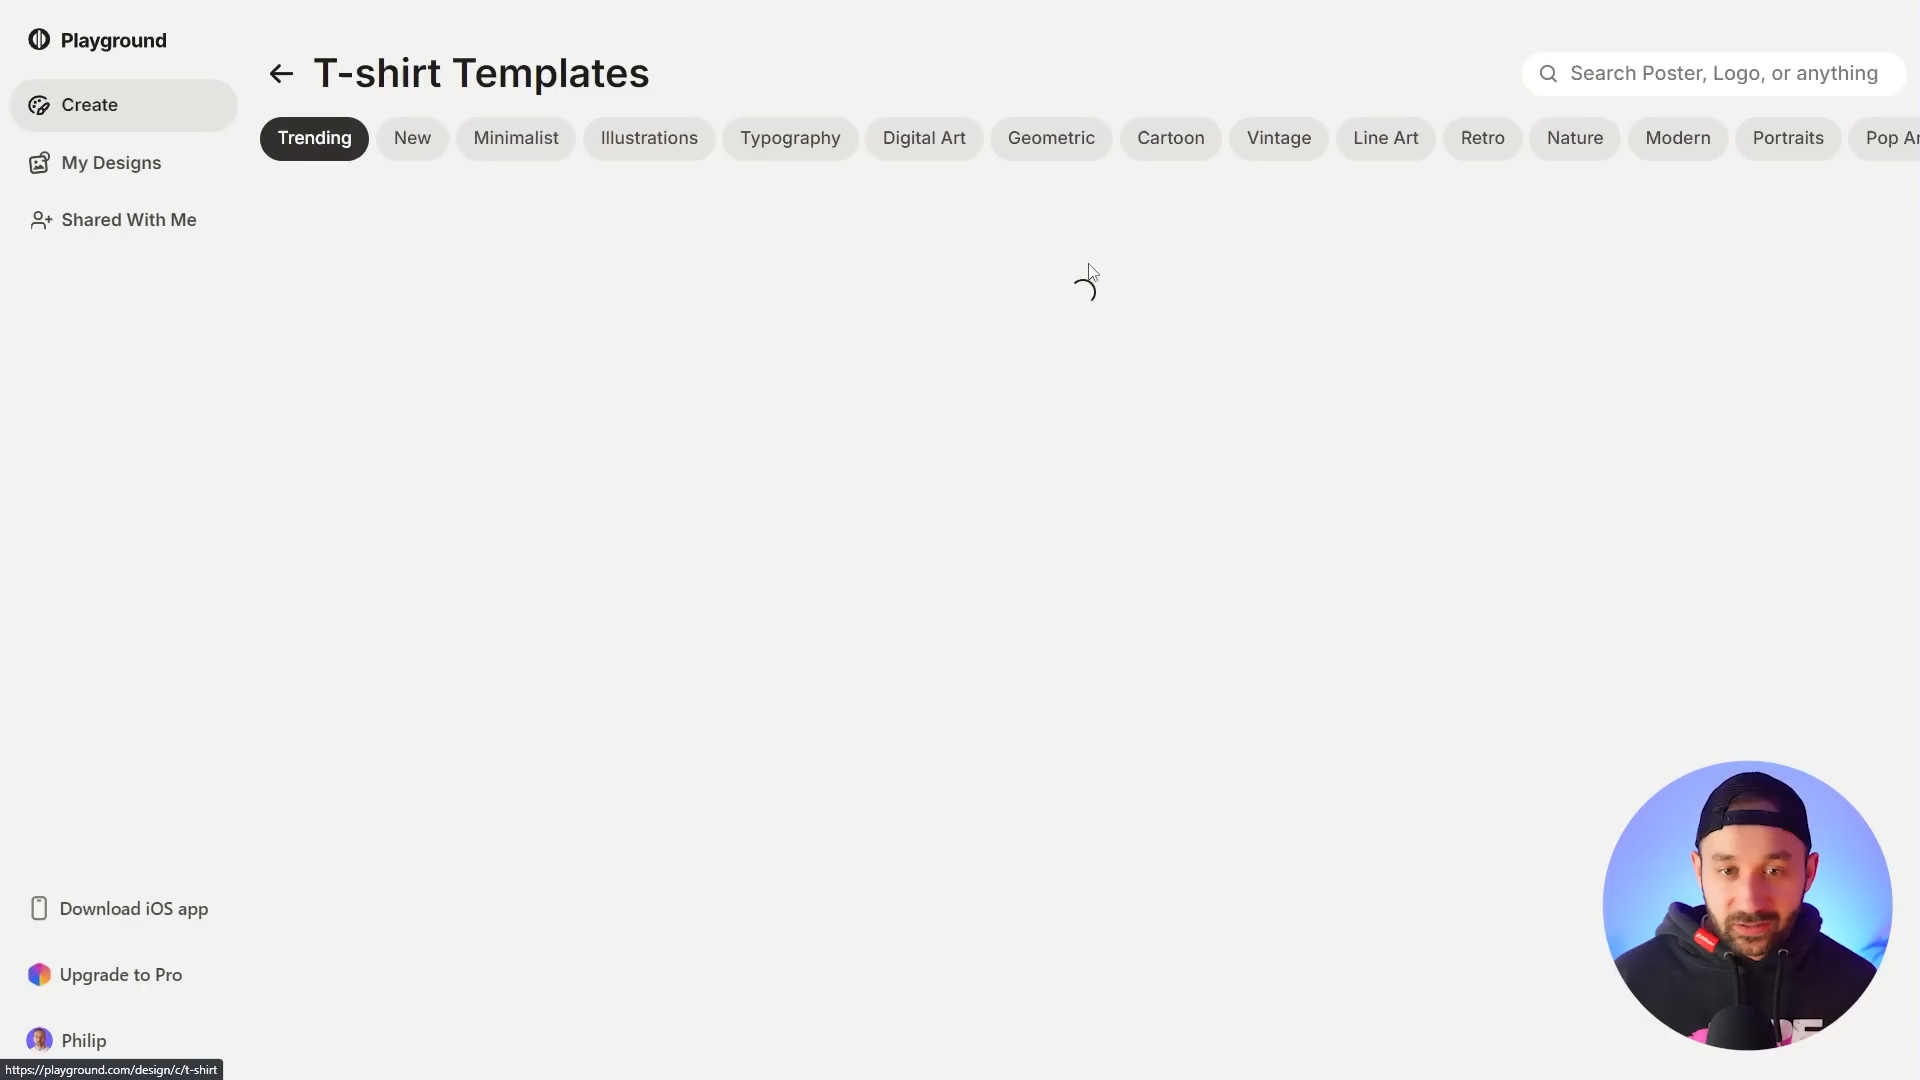 Playground
Create
My Designs
Shared With Me
T-shirt Templates
Search Poster, Logo, or anything
Trending New Minimalist Illustrations Typography Digital Art Geometric Cartoon Vintage Line Art Retro Nature Modern Portraits Pop Ar
Download iOS app
Upgrade to Pro
Philip
https://playground.com/design/c/t-shirt